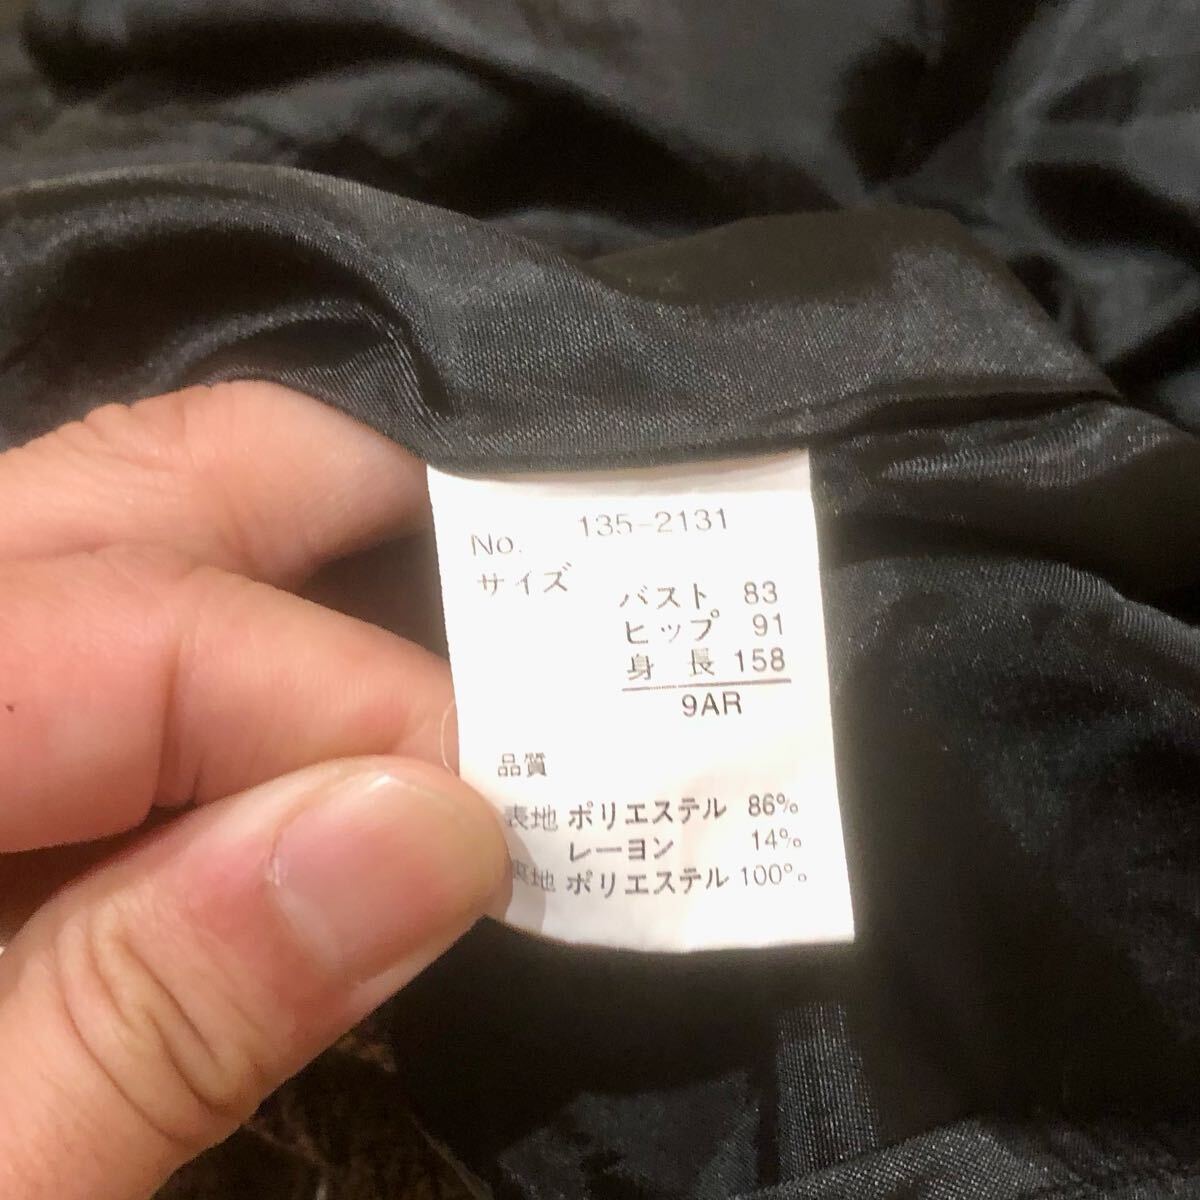 No. 135-2131
サイズ
バスト 83
ヒップ 91
身長 158
9AR
品質
表地 ポリエステル 86%
レーヨン 14%
裏地 ポリエステル 100%